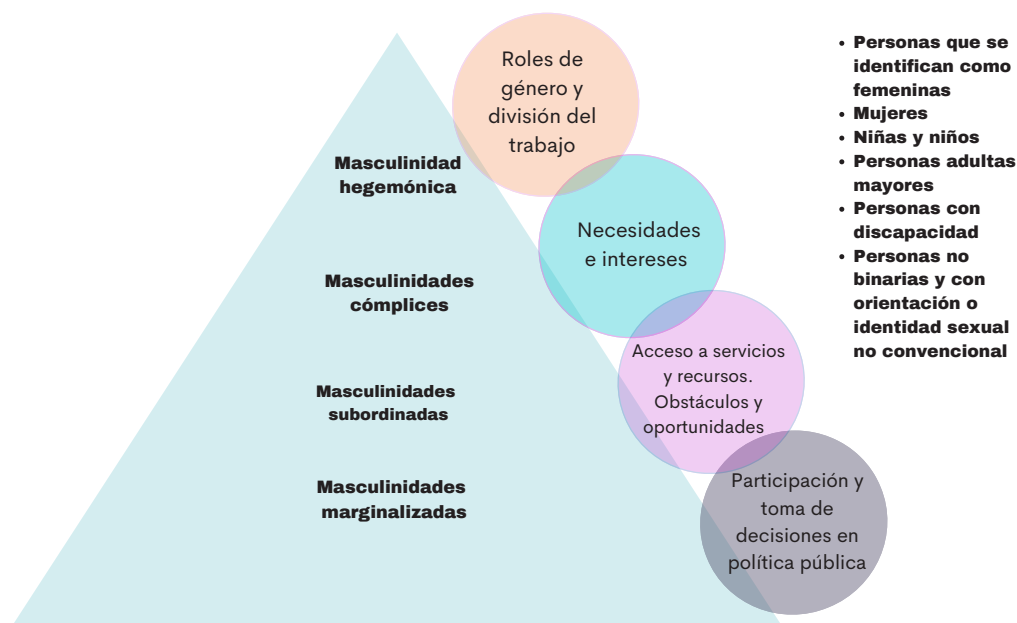 Masculinidad
hegemónica
Masculinidades
cómplices
Masculinidades
subordinadas
Masculinidades
marginalizadas
Roles de
género y
división del
trabajo
Necesidades
e intereses
Acceso a servicios
y recursos.
Obstáculos y
oportunidades
Participación y
toma de
decisiones en
política pública
• Personas que se
identifican como
femeninas
• Mujeres
• Niñas y niños
• Personas adultas
mayores
• Personas con
discapacidad
• Personas no
binarias y con
orientación o
identidad sexual
no convencional